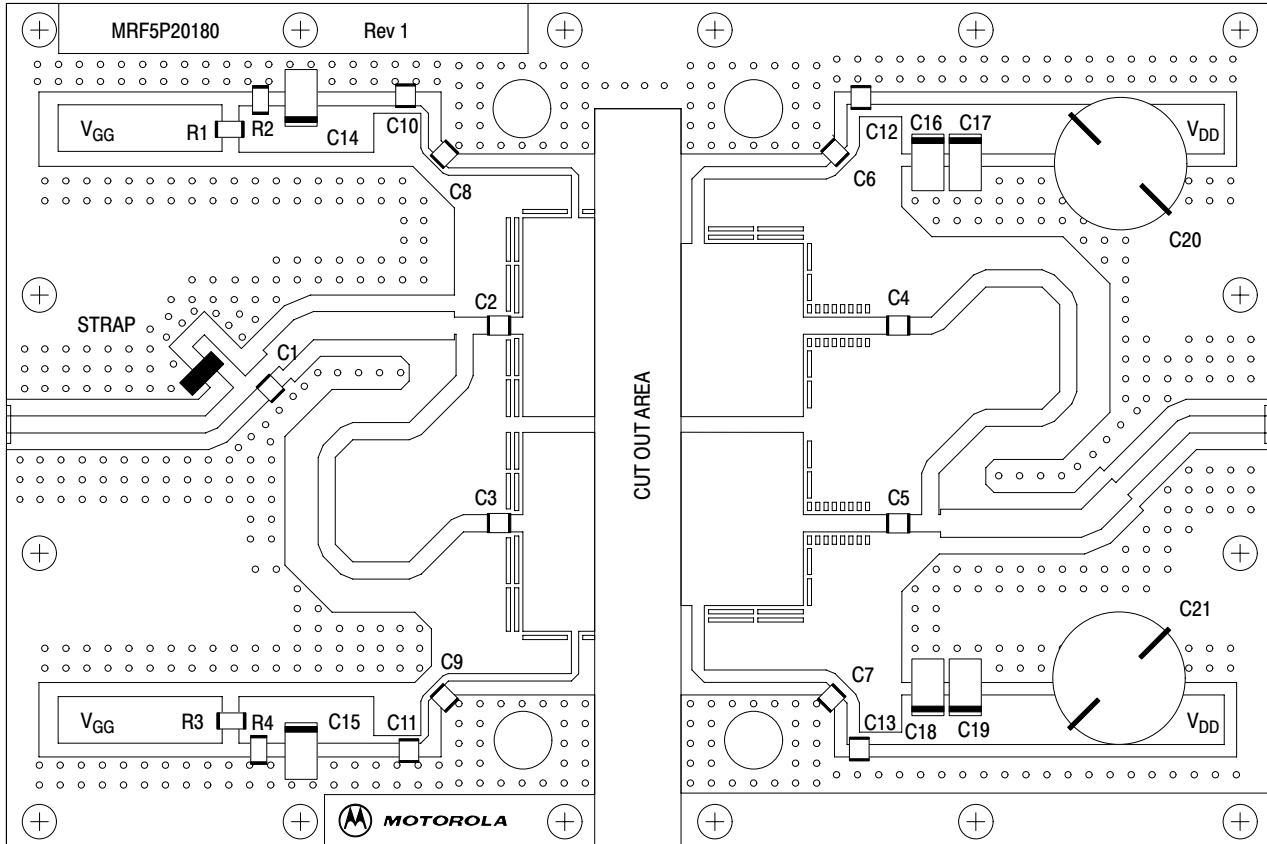 MRF5P20180 Rev 1
VGG
R1
R2
C14
C10
C8
C12
C16
C17
VDD
C6
C20
STRAP
C1
C2
C4
CUT OUT AREA
C3
C5
C21
C9
C7
VGG
R3
R4
C15
C11
C13
C18
C19
VDD
MOTOROLA